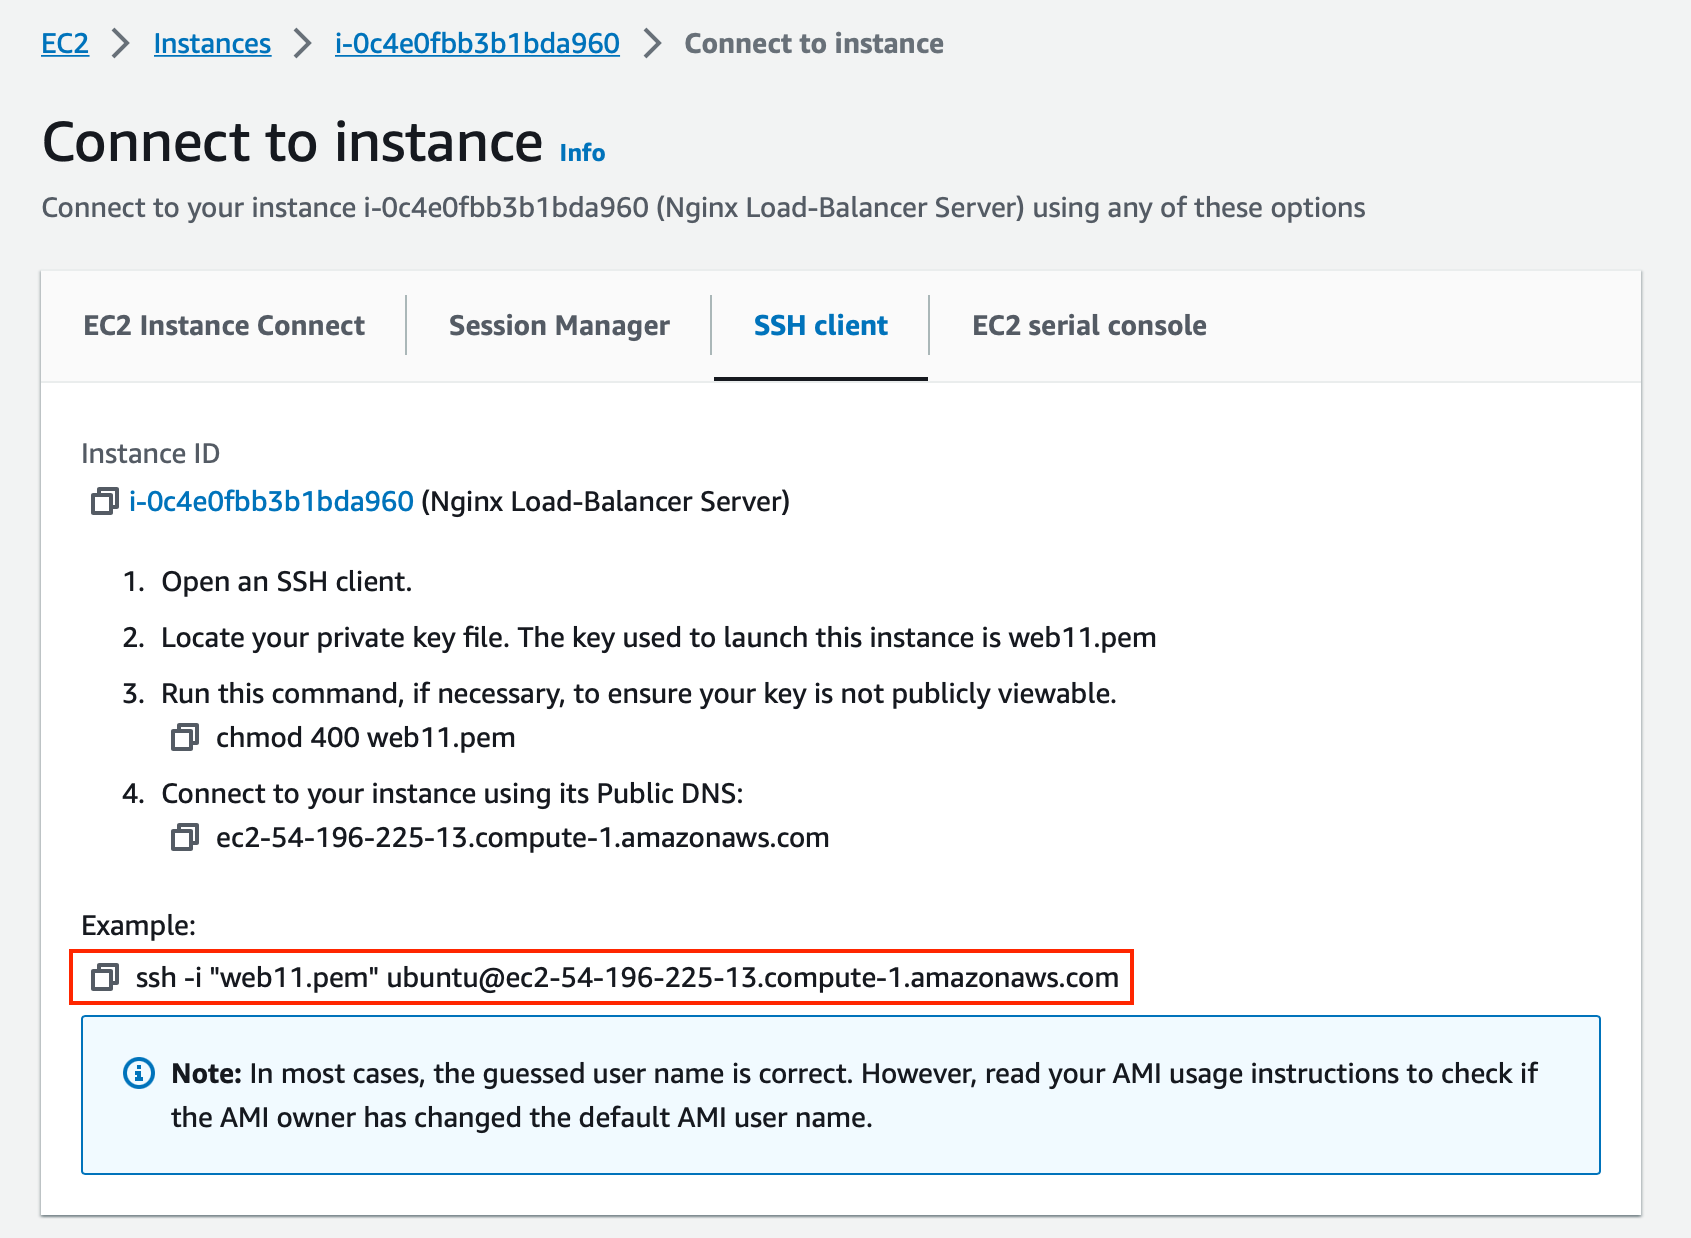 EC2 > Instances > i-0c4e0fbb3b1bda960 > Connect to instance
Connect to instance Info
Connect to your instance i-0c4e0fbb3b1bda960 (Nginx Load-Balancer Server) using any of these options
EC2 Instance Connect Session Manager SSH client EC2 serial console
Instance ID
i-0c4e0fbb3b1bda960 (Nginx Load-Balancer Server)
1. Open an SSH client.
2. Locate your private key file. The key used to launch this instance is web11.pem
3. Run this command, if necessary, to ensure your key is not publicly viewable.
chmod 400 web11.pem
4. Connect to your instance using its Public DNS:
ec2-54-196-225-13.compute-1.amazonaws.com
Example:
ssh -i "web11.pem" ubuntu@ec2-54-196-225-13.compute-1.amazonaws.com
Note: In most cases, the guessed user name is correct. However, read your AMI usage instructions to check if
the AMI owner has changed the default AMI user name.